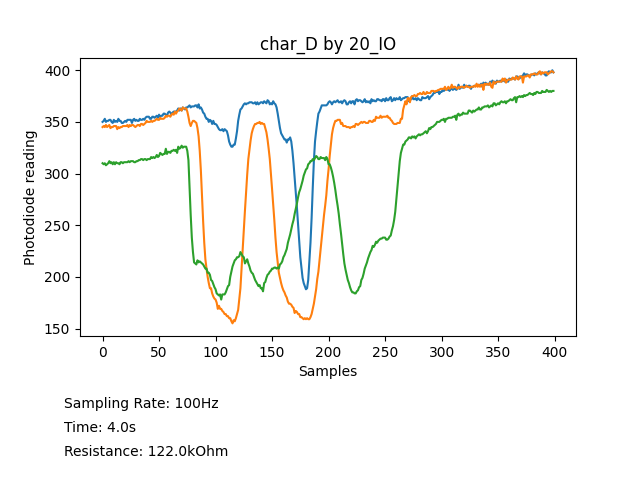 char_D by 20_IO
400
350
300
250
200
150
Photodiode reading
0 50 100 150 200 250 300 350 400
Samples
Sampling Rate: 100Hz
Time: 4.0s
Resistance: 122.0kOhm